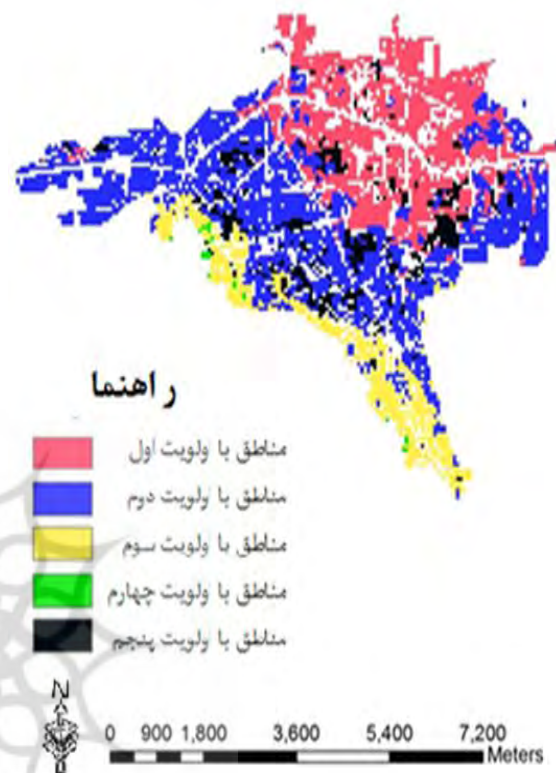 راهنما
مناطق با ولویت اول
مناطق با ولویت دوم
مناطق با ولویت سوم
مناطق با ولویت چهارم
مناطق با ولویت پنجم
N
0 900 1,800 3,600 5,400 7,200
Meters